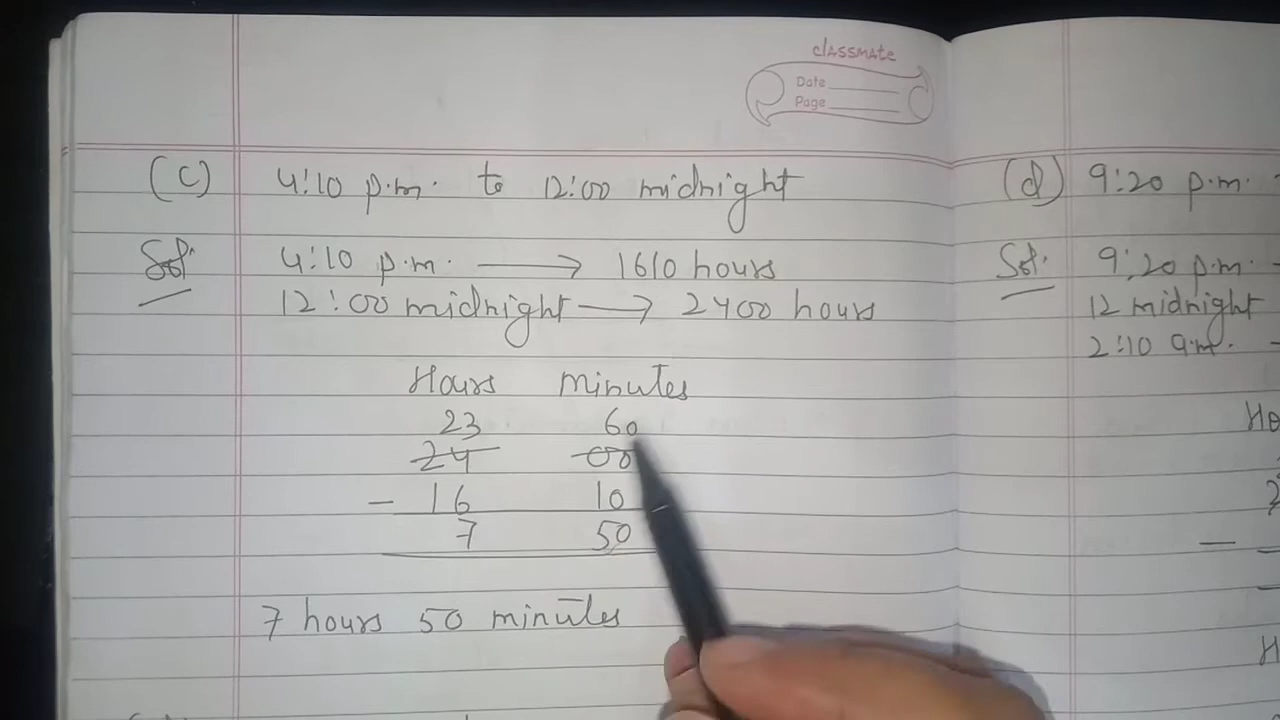 classmate
Date
Page
(c) 4:10 p.m. to 12:00 midnight
Sol. 4:10 p.m. → 1610 hours
12:00 midnight → 2400 hours
Hours minutes
23 60
24 00
- 16 10
7 50
7 hours 50 minutes
(d) 9:20 p.m.
Sol. 9:20 p.m.
12 midnight
2:10 a.m.